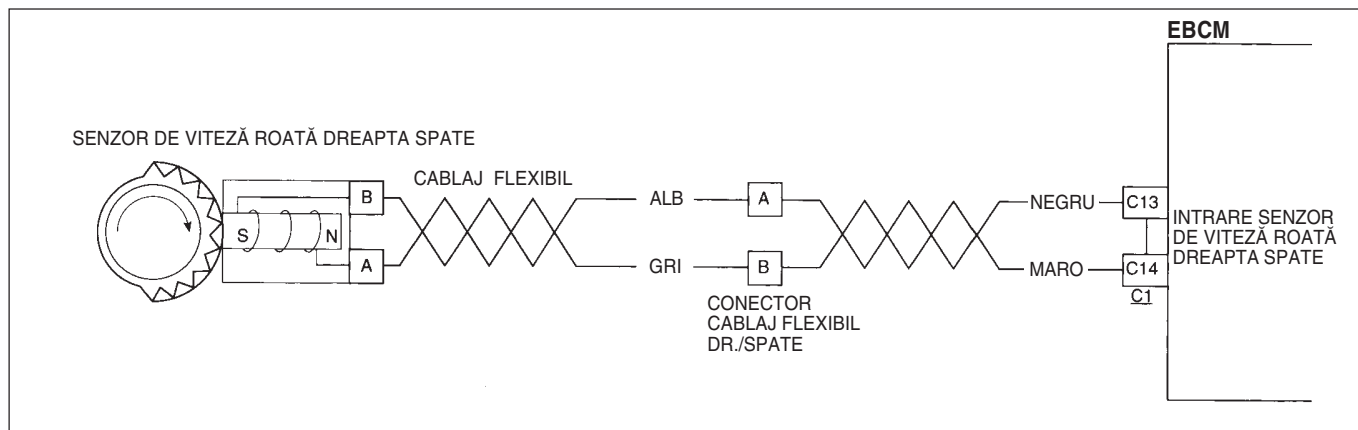 EBCM
SENZOR DE VITEZĂ ROATĂ DREAPTA SPATE
B
CABLAJ FLEXIBIL
ALB
A
NEGRU
C13
INTRARE SENZOR
DE VITEZĂ ROATĂ
DREAPTA SPATE
S
N
A
GRI
B
MARO
C14
C1
CONECTOR
CABLAJ FLEXIBIL
DR./SPATE